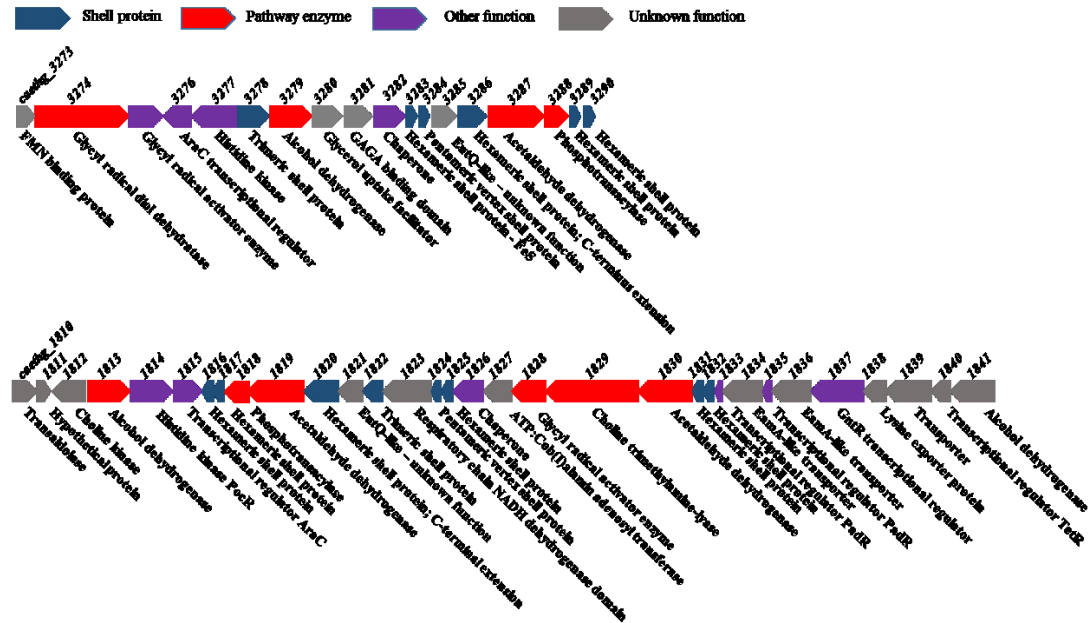 Shell protein
Pathway enzyme
Other function
Unknown function
3274
3276
3277
3278
3279
3280
3281
3282
3283
3284
3285
3286
3287
3288
3289
3290
FMN binding protein
Glycyl radical diol dehydratase
Glycyl radical activator enzyme
AraC transcriptional regulator
Histidine kinase
Trimeric shell protein
Alcohol dehydrogenase
Glycerol uptake facilitator
GAGA binding domain
Chaperone
Hexameric shell protein - FeS
Pentameric vertex shell protein
EutQ-like – unknown function
Hexameric shell protein; C-terminus extension
Acetaldehyde dehydrogenase
Phosphotransacylase
Hexameric shell protein
Hexameric shell protein
1811
1812
1813
1814
1815
1816
1817
1818
1819
1820
1821
1822
1823
1824
1825
1826
1827
1828
1829
1830
1831
1832
1833
1834
1835
1836
1837
1838
1839
1840
1841
Transaldolase
Hypothetical protein
Choline kinase
Alcohol dehydrogenase
Histidine kinase PocR
Transcriptional regulator AraC
Hexameric shell protein
Hexameric shell protein
Phosphotransacylase
Acetaldehyde dehydrogenase
Hexameric shell protein; C-terminal extension
EutQ-like – unknown function
Trimeric shell protein
Respiratory chain NADH dehydrogenase domain
Pentameric vertex shell protein
Hexameric shell protein
Chaperone
ATP:Cob(I)alamin adenosyl transferase
Glycyl radical activator enzyme
Choline trimethylamine-lyase
Acetaldehyde dehydrogenase
Hexameric shell protein
Hexameric shell protein
Transcriptional regulator PadR
EamA-like transporter
Transcriptional regulator PadR
EamA-like transporter
GntR transcriptional regulator
Lysine exporter protein
Transporter
Transcriptional regulator TetR
Alcohol dehydrogenase